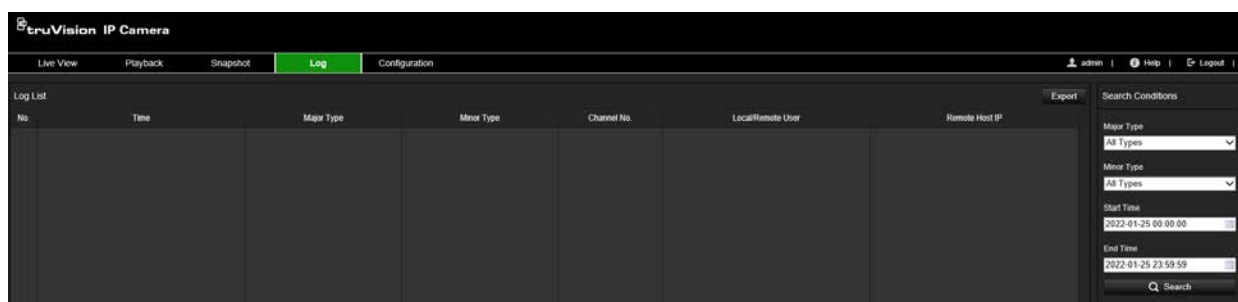 truVision IP Camera
Live View Playback Snapshot Log Configuration admin | Help | Logout |
Log List Export
No. Time Major Type Minor Type Channel No. Local/Remote User Remote Host IP
Search Conditions
Major Type
All Types
Minor Type
All Types
Start Time
2022-01-25 00:00:00
End Time
2022-01-25 23:59:59
Search